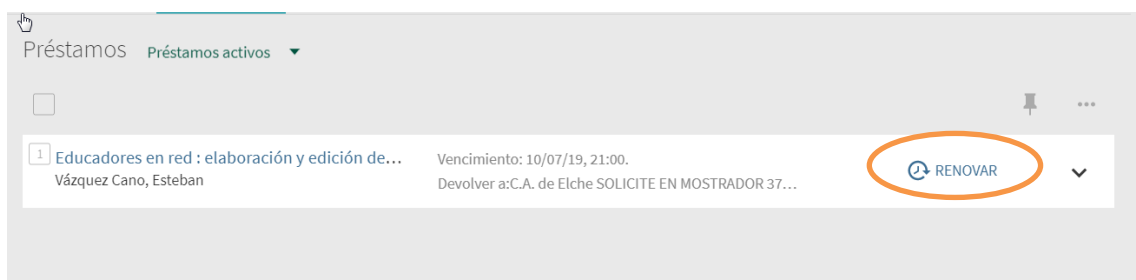 Préstamos Préstamos activos
1 Educadores en red : elaboración y edición de...
Vázquez Cano, Esteban
Vencimiento: 10/07/19, 21:00.
Devolver a:C.A. de Elche SOLICITE EN MOSTRADOR 37...
RENOVAR